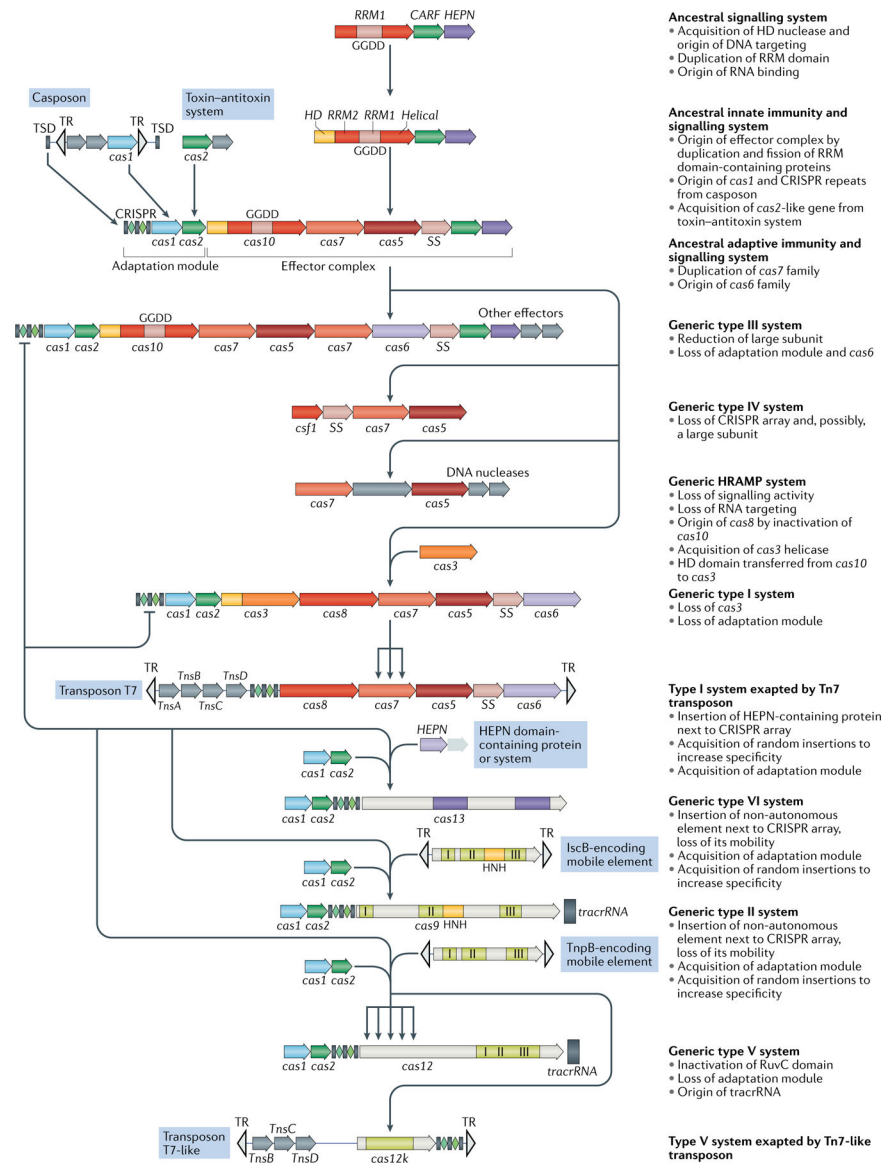 RRM1 CARF HEPN
GGDD
Ancestral signalling system
• Acquisition of HD nuclease and
origin of DNA targeting
• Duplication of RRM domain
• Origin of RNA binding
Casposon
Toxin–antitoxin
system
TSD TR TR TSD
cas1
cas2
HD RRM2 RRM1 Helical
GGDD
Ancestral innate immunity and
signalling system
• Origin of effector complex by
duplication and fission of RRM
domain-containing proteins
• Origin of cas1 and CRISPR repeats
from casposon
• Acquisition of cas2-like gene from
toxin–antitoxin system
CRISPR
GGDD
cas1 cas2 cas10 cas7 cas5 SS
Adaptation module Effector complex
Ancestral adaptive immunity and
signalling system
• Duplication of cas7 family
• Origin of cas6 family
GGDD
Other effectors
cas1 cas2 cas10 cas7 cas5 cas7 cas6 SS
Generic type III system
• Reduction of large subunit
• Loss of adaptation module and cas6
csf1 SS cas7 cas5
Generic type IV system
• Loss of CRISPR array and, possibly,
a large subunit
DNA nucleases
cas7 cas5
Generic HRAMP system
• Loss of signalling activity
• Loss of RNA targeting
• Origin of cas8 by inactivation of
cas10
• Acquisition of cas3 helicase
• HD domain transferred from cas10
to cas3
cas3
cas1 cas2 cas3 cas8 cas7 cas5 SS cas6
Generic type I system
• Loss of cas3
• Loss of adaptation module
Transposon T7
TR TnsB TnsD TR
TnsA TnsC cas8 cas7 cas5 SS cas6
Type I system exapted by Tn7
transposon
• Insertion of HEPN-containing protein
next to CRISPR array
• Acquisition of random insertions to
increase specificity
• Acquisition of adaptation module
HEPN
HEPN domain-
containing protein
or system
cas1 cas2
cas1 cas2 cas13
Generic type VI system
• Insertion of non-autonomous
element next to CRISPR array,
loss of its mobility
• Acquisition of adaptation module
• Acquisition of random insertions to
increase specificity
TR TR
I II III
HNH
IscB-encoding
mobile element
cas1 cas2
I II III
cas1 cas2 cas9 HNH
tracrRNA
Generic type II system
• Insertion of non-autonomous
element next to CRISPR array,
loss of its mobility
• Acquisition of adaptation module
• Acquisition of random insertions to
increase specificity
I II III
TnpB-encoding
mobile element
cas1 cas2
I II III
cas1 cas2 cas12
tracrRNA
Generic type V system
• Inactivation of RuvC domain
• Loss of adaptation module
• Origin of tracrRNA
Transposon
T7-like
TR TnsC TR
TnsB TnsD cas12k
Type V system exapted by Tn7-like
transposon